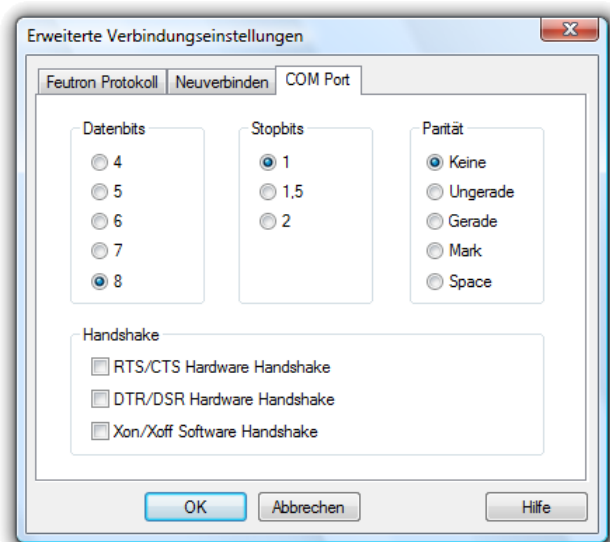 Erweiterte Verbindungseinstellungen
Feutron Protokoll Neuverbinden COM Port
Datenbits
4
5
6
7
8
Stopbits
1
1,5
2
Parität
Keine
Ungerade
Gerade
Mark
Space
Handshake
RTS/CTS Hardware Handshake
DTR/DSR Hardware Handshake
Xon/Xoff Software Handshake
OK Abbrechen Hilfe